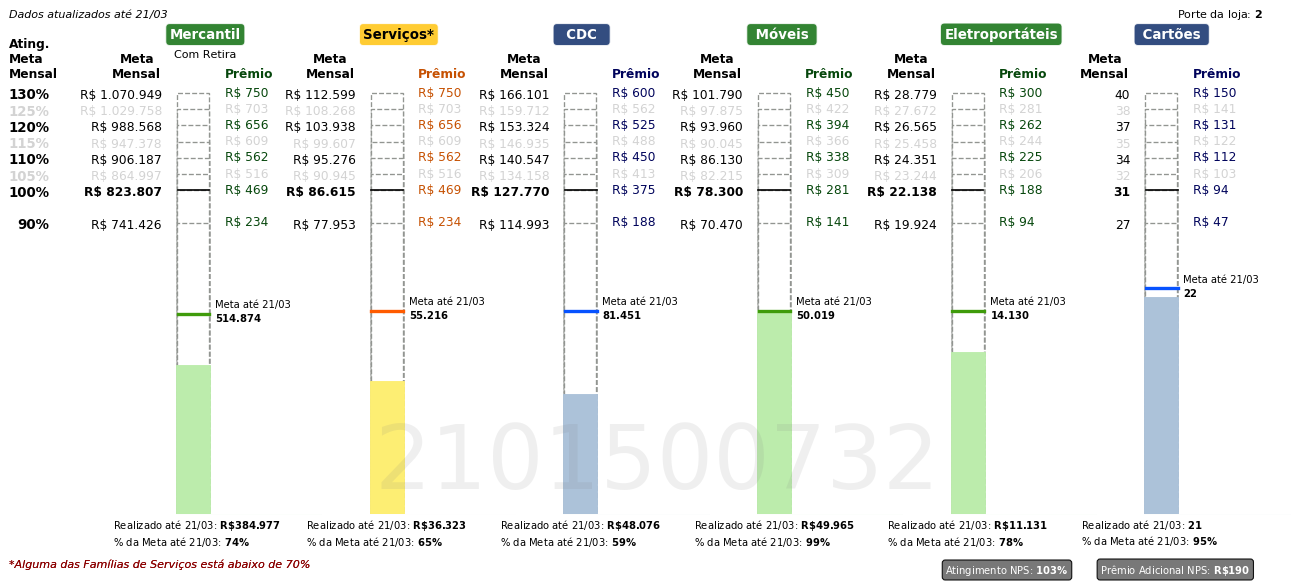 Dados atualizados até 21/03
Porte da loja: 2
Mercantil Serviços* CDC Móveis Eletroportáteis Cartões
Com Retira
Ating. Meta Mensal
Meta Mensal Prêmio Meta Mensal Prêmio Meta Mensal Prêmio Meta Mensal Prêmio Meta Mensal Prêmio Meta Mensal Prêmio
130% R$ 1.070.949 R$ 750 R$ 112.599 R$ 750 R$ 166.101 R$ 600 R$ 101.790 R$ 450 R$ 28.779 R$ 300 40 R$ 150
125% R$ 1.029.758 R$ 703 R$ 108.268 R$ 703 R$ 159.712 R$ 562 R$ 97.875 R$ 422 R$ 27.672 R$ 281 38 R$ 141
120% R$ 988.568 R$ 656 R$ 103.938 R$ 656 R$ 153.324 R$ 525 R$ 93.960 R$ 394 R$ 26.565 R$ 262 37 R$ 131
115% R$ 947.378 R$ 609 R$ 99.607 R$ 609 R$ 146.935 R$ 488 R$ 90.045 R$ 366 R$ 25.458 R$ 244 35 R$ 122
110% R$ 906.187 R$ 562 R$ 95.276 R$ 562 R$ 140.547 R$ 450 R$ 86.130 R$ 338 R$ 24.351 R$ 225 34 R$ 112
105% R$ 864.997 R$ 516 R$ 90.945 R$ 516 R$ 134.158 R$ 413 R$ 82.215 R$ 309 R$ 23.244 R$ 206 32 R$ 103
100% R$ 823.807 R$ 469 R$ 86.615 R$ 469 R$ 127.770 R$ 375 R$ 78.300 R$ 281 R$ 22.138 R$ 188 31 R$ 94
90% R$ 741.426 R$ 234 R$ 77.953 R$ 234 R$ 114.993 R$ 188 R$ 70.470 R$ 141 R$ 19.924 R$ 94 27 R$ 47
Meta até 21/03
514.874
Meta até 21/03
55.216
Meta até 21/03
81.451
Meta até 21/03
50.019
Meta até 21/03
14.130
Meta até 21/03
22
2101500732
Realizado até 21/03: R$384.977
% da Meta até 21/03: 74%
Realizado até 21/03: R$36.323
% da Meta até 21/03: 65%
Realizado até 21/03: R$48.076
% da Meta até 21/03: 59%
Realizado até 21/03: R$49.965
% da Meta até 21/03: 99%
Realizado até 21/03: R$11.131
% da Meta até 21/03: 78%
Realizado até 21/03: 21
% da Meta até 21/03: 95%
*Alguma das Famílias de Serviços está abaixo de 70%
Atingimento NPS: 103%
Prêmio Adicional NPS: R$190